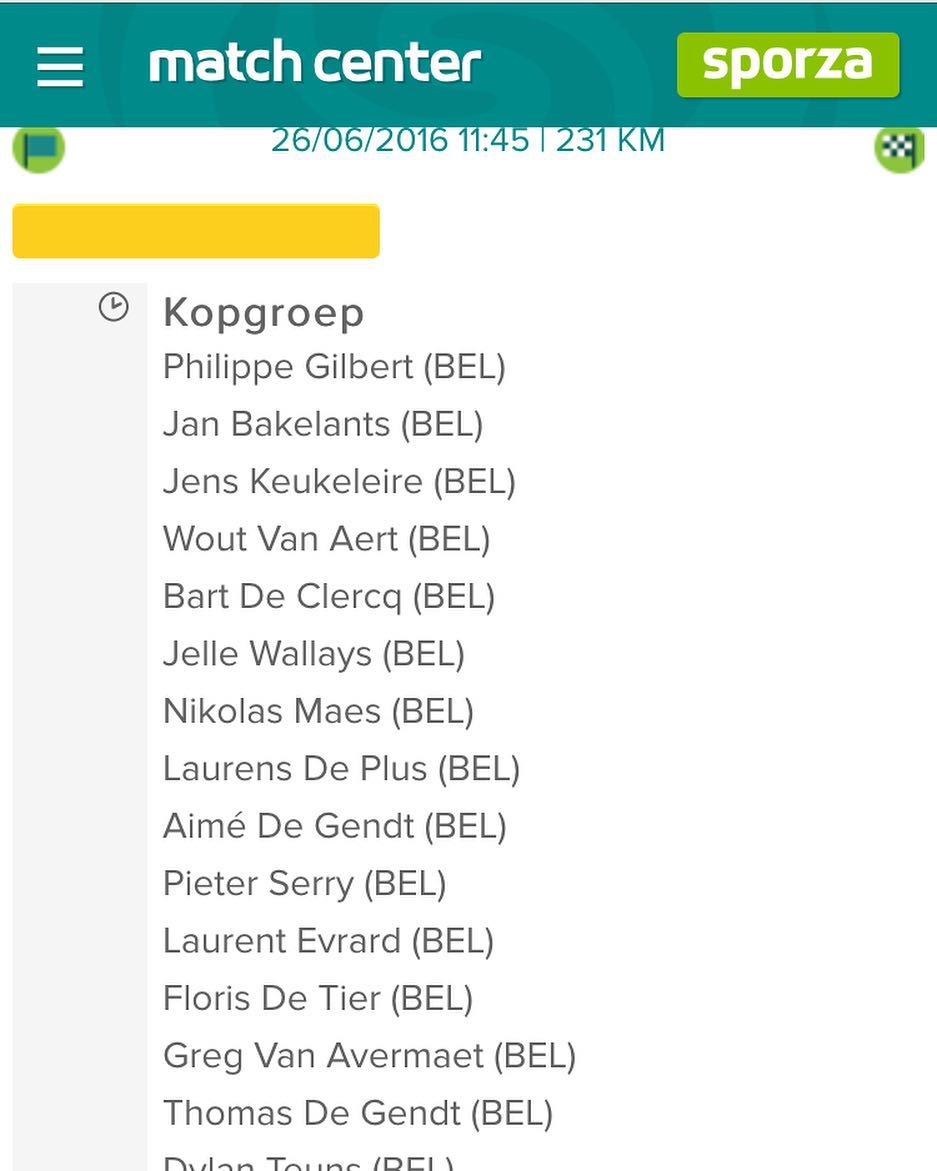 match center
sporza
26/06/2016 11:45 | 231 KM
Kopgroep
Philippe Gilbert (BEL)
Jan Bakelants (BEL)
Jens Keukeleire (BEL)
Wout Van Aert (BEL)
Bart De Clercq (BEL)
Jelle Wallays (BEL)
Nikolas Maes (BEL)
Laurens De Plus (BEL)
Aimé De Gendt (BEL)
Pieter Serry (BEL)
Laurent Evrard (BEL)
Floris De Tier (BEL)
Greg Van Avermaet (BEL)
Thomas De Gendt (BEL)
Dylan Teuns (BEL)